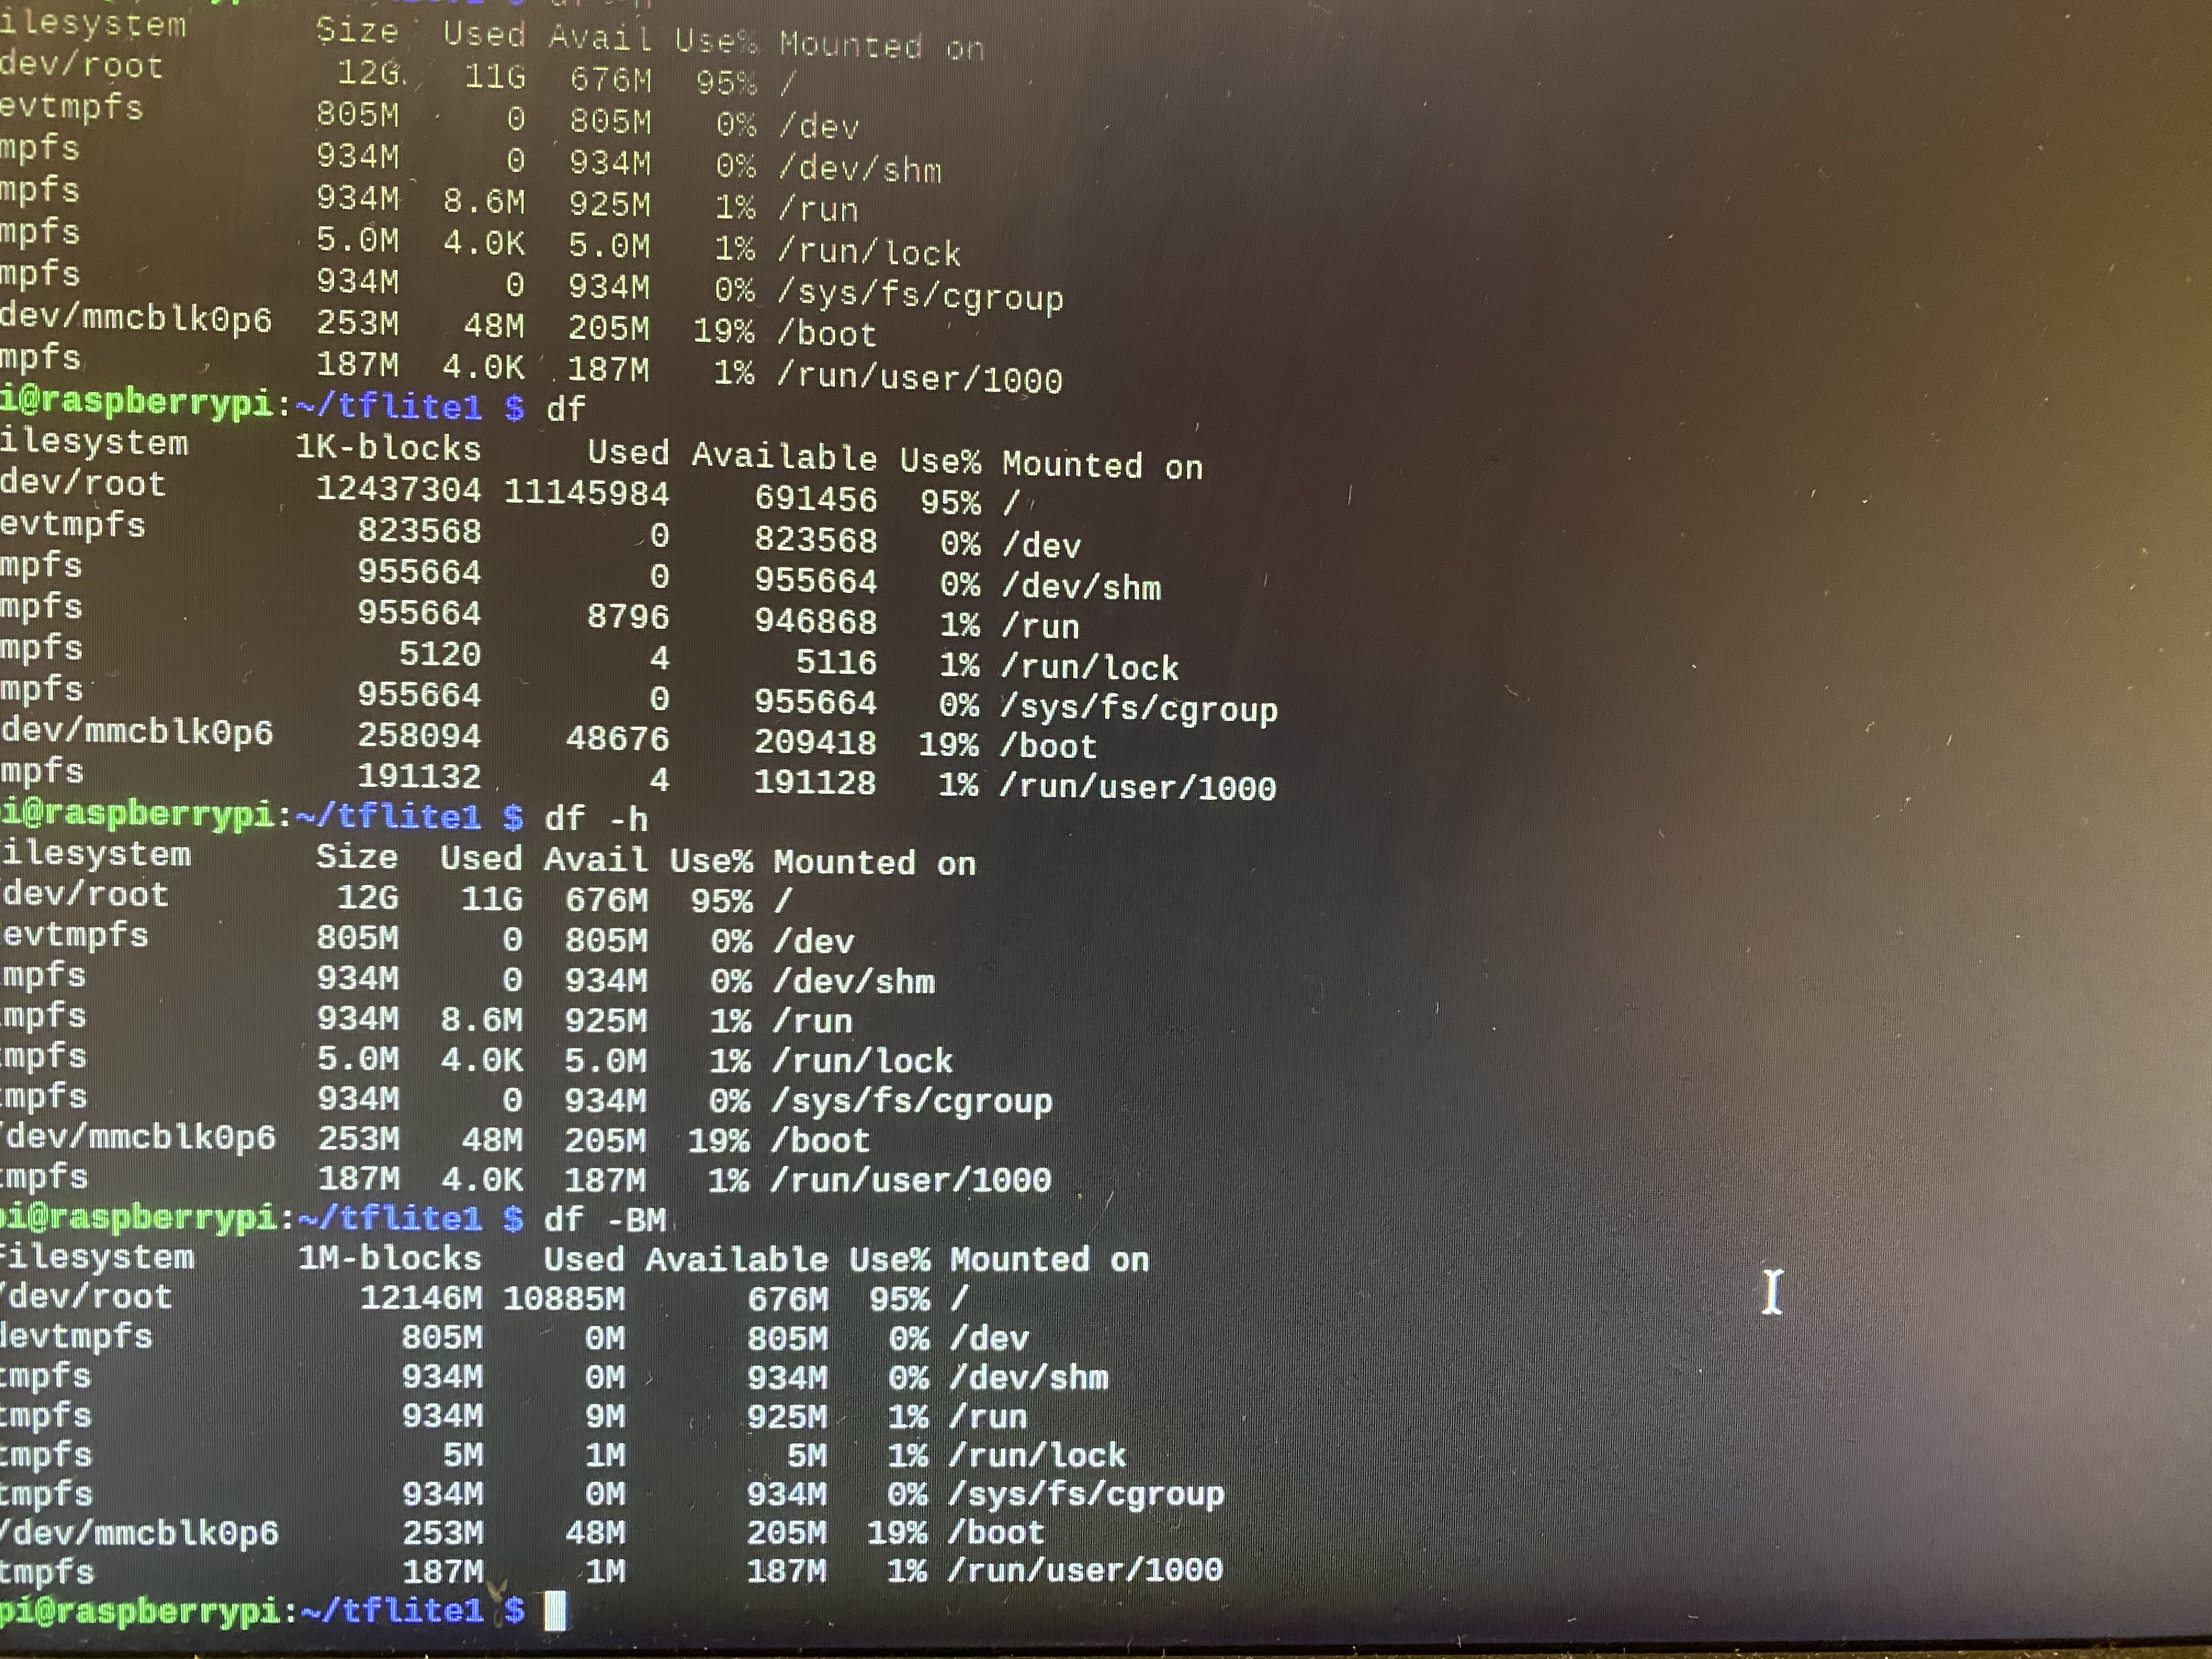 ilesystem Size Used Avail Use% Mounted on
dev/root 12G 11G 676M 95% /
evtmpfs 805M 0 805M 0% /dev
mpfs 934M 0 934M 0% /dev/shm
mpfs 934M 8.6M 925M 1% /run
mpfs 5.0M 4.0K 5.0M 1% /run/lock
mpfs 934M 0 934M 0% /sys/fs/cgroup
dev/mmcblk0p6 253M 48M 205M 19% /boot
mpfs 187M 4.0K 187M 1% /run/user/1000
i@raspberrypi:~/tflite1 $ df
ilesystem 1K-blocks Used Available Use% Mounted on
dev/root 12437304 11145984 691456 95% /
evtmpfs 823568 0 823568 0% /dev
mpfs 955664 0 955664 0% /dev/shm
mpfs 955664 8796 946868 1% /run
mpfs 5120 4 5116 1% /run/lock
mpfs 955664 0 955664 0% /sys/fs/cgroup
dev/mmcblk0p6 258094 48676 209418 19% /boot
mpfs 191132 4 191128 1% /run/user/1000
pi@raspberrypi:~/tflite1 $ df -h
ilesystem Size Used Avail Use% Mounted on
dev/root 12G 11G 676M 95% /
evtmpfs 805M 0 805M 0% /dev
mpfs 934M 0 934M 0% /dev/shm
mpfs 934M 8.6M 925M 1% /run
mpfs 5.0M 4.0K 5.0M 1% /run/lock
tmpfs 934M 0 934M 0% /sys/fs/cgroup
/dev/mmcblk0p6 253M 48M 205M 19% /boot
tmpfs 187M 4.0K 187M 1% /run/user/1000
pi@raspberrypi:~/tflite1 $ df -BM
Filesystem 1M-blocks Used Available Use% Mounted on
/dev/root 12146M 10885M 676M 95% /
devtmpfs 805M 0M 805M 0% /dev
tmpfs 934M 0M 934M 0% /dev/shm
tmpfs 934M 9M 925M 1% /run
tmpfs 5M 1M 5M 1% /run/lock
tmpfs 934M 0M 934M 0% /sys/fs/cgroup
/dev/mmcblk0p6 253M 48M 205M 19% /boot
tmpfs 187M 1M 187M 1% /run/user/1000
pi@raspberrypi:~/tflite1 $